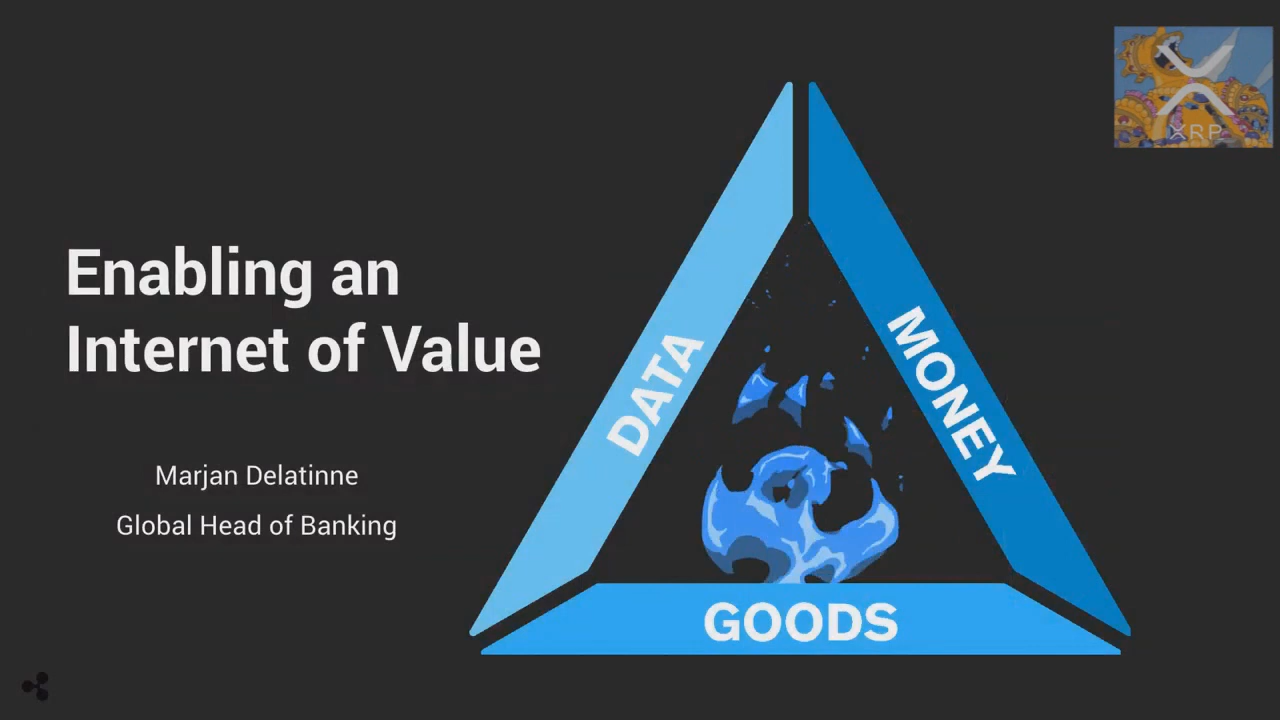 Enabling an
Internet of Value
Marjan Delatinne
Global Head of Banking
DATA
MONEY
GOODS
XRP